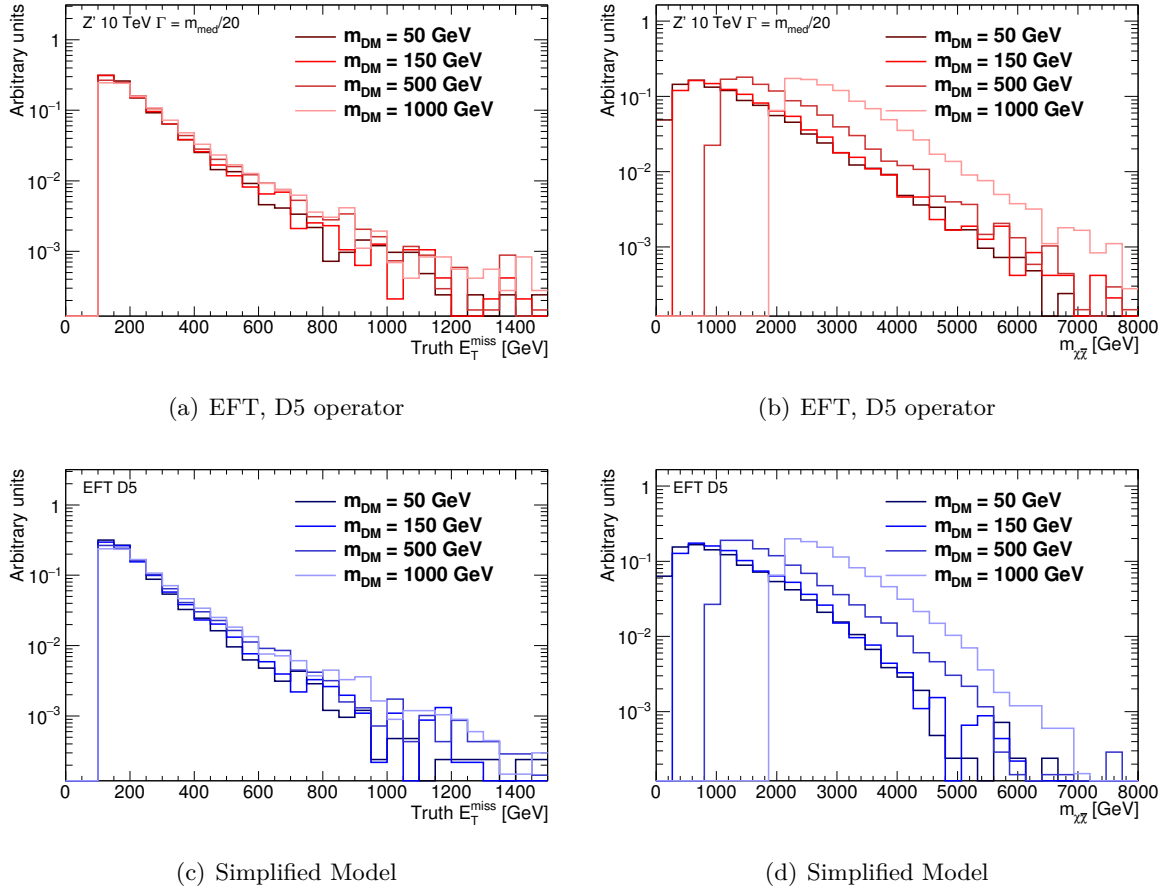 Z' 10 TeV Γ = m_med/20
m_DM = 50 GeV
m_DM = 150 GeV
m_DM = 500 GeV
m_DM = 1000 GeV
Arbitrary units
1
10^-1
10^-2
10^-3
0 200 400 600 800 1000 1200 1400
Truth E_T^miss [GeV]
(a) EFT, D5 operator
Z' 10 TeV Γ = m_med/20
m_DM = 50 GeV
m_DM = 150 GeV
m_DM = 500 GeV
m_DM = 1000 GeV
Arbitrary units
1
10^-1
10^-2
10^-3
0 1000 2000 3000 4000 5000 6000 7000 8000
m_χχ̄ [GeV]
(b) EFT, D5 operator
EFT D5
m_DM = 50 GeV
m_DM = 150 GeV
m_DM = 500 GeV
m_DM = 1000 GeV
Arbitrary units
1
10^-1
10^-2
10^-3
0 200 400 600 800 1000 1200 1400
Truth E_T^miss [GeV]
(c) Simplified Model
EFT D5
m_DM = 50 GeV
m_DM = 150 GeV
m_DM = 500 GeV
m_DM = 1000 GeV
Arbitrary units
1
10^-1
10^-2
10^-3
0 1000 2000 3000 4000 5000 6000 7000 8000
m_χχ̄ [GeV]
(d) Simplified Model